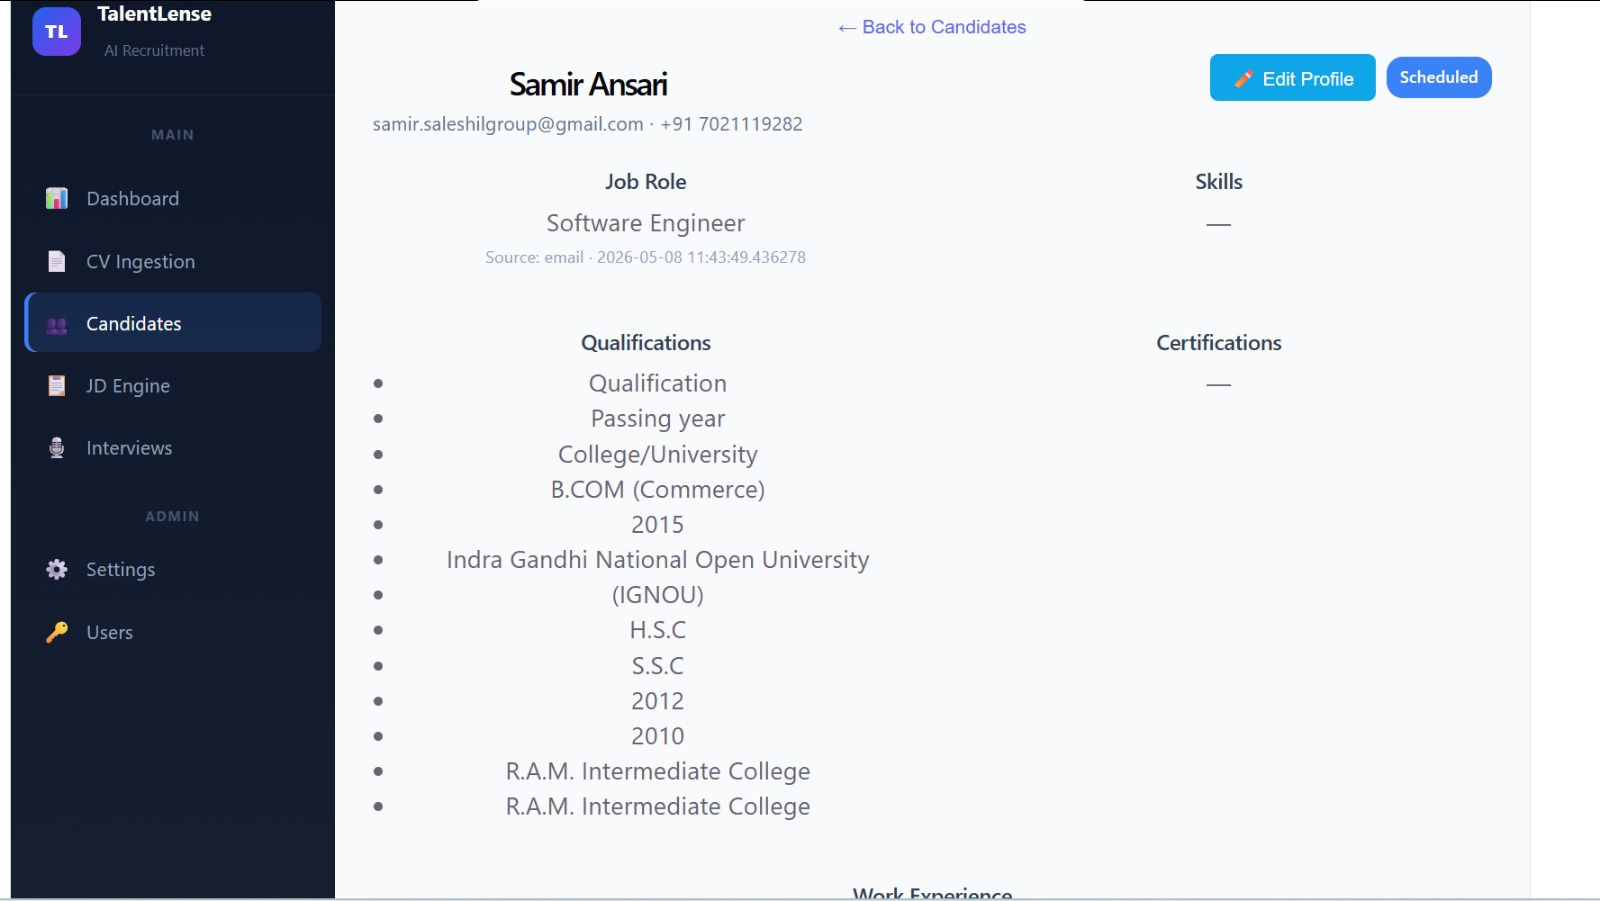 TL
TalentLense
AI Recruitment
MAIN
Dashboard
CV Ingestion
Candidates
JD Engine
Interviews
ADMIN
Settings
Users
← Back to Candidates
Samir Ansari
Edit Profile
Scheduled
samir.saleshilgroup@gmail.com · +91 7021119282
Job Role
Software Engineer
Source: email · 2026-05-08 11:43:49.436278
Skills
—
Qualifications
• Qualification
• Passing year
• College/University
• B.COM (Commerce)
• 2015
• Indra Gandhi National Open University
• (IGNOU)
• H.S.C
• S.S.C
• 2012
• 2010
• R.A.M. Intermediate College
• R.A.M. Intermediate College
Certifications
—
Work Experience